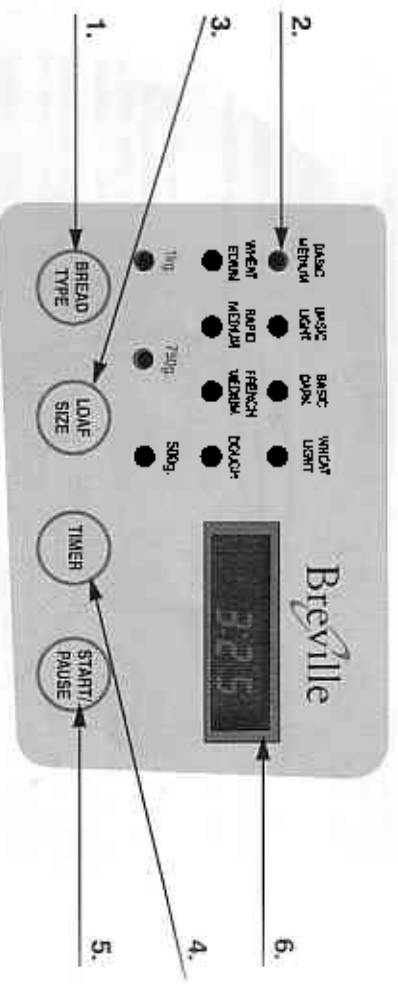 Breville
2.
BASIC MEDIUM
BASIC LIGHT
BASIC DARK
WHEAT LIGHT
3:25
6.
WHEAT
RAPID MEDIUM
FRENCH MEDIUM
DOUGH
3.
1kg.
750g.
500g.
4.
1.
BREAD TYPE
LOAF SIZE
TIMER
START/ PAUSE
5.